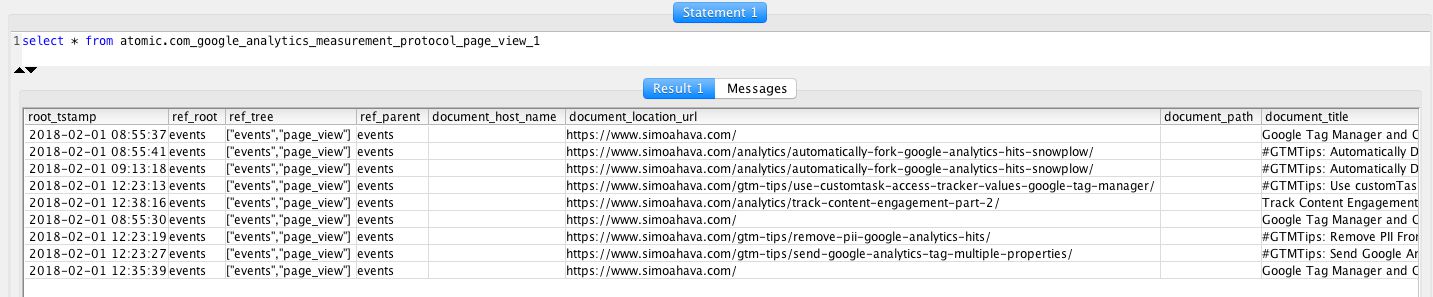 Statement 1
1 select * from atomic.com_google_analytics_measurement_protocol_page_view_1
Result 1 Messages
root_tstamp ref_root ref_tree ref_parent document_host_name document_location_url document_path document_title
2018-02-01 08:55:37 events ["events","page_view"] events https://www.simoahava.com/ Google Tag Manager and C
2018-02-01 08:55:41 events ["events","page_view"] events https://www.simoahava.com/analytics/automatically-fork-google-analytics-hits-snowplow/ #GTMTips: Automatically D
2018-02-01 09:13:18 events ["events","page_view"] events https://www.simoahava.com/analytics/automatically-fork-google-analytics-hits-snowplow/ #GTMTips: Automatically D
2018-02-01 12:23:13 events ["events","page_view"] events https://www.simoahava.com/gtm-tips/use-customtask-access-tracker-values-google-tag-manager/ #GTMTips: Use customTas
2018-02-01 12:38:16 events ["events","page_view"] events https://www.simoahava.com/analytics/track-content-engagement-part-2/ Track Content Engagement
2018-02-01 08:55:30 events ["events","page_view"] events https://www.simoahava.com/ Google Tag Manager and C
2018-02-01 12:23:19 events ["events","page_view"] events https://www.simoahava.com/gtm-tips/remove-pii-google-analytics-hits/ #GTMTips: Remove PII Fror
2018-02-01 12:23:27 events ["events","page_view"] events https://www.simoahava.com/gtm-tips/send-google-analytics-tag-multiple-properties/ #GTMTips: Send Google Ar
2018-02-01 12:35:39 events ["events","page_view"] events https://www.simoahava.com/ Google Tag Manager and C